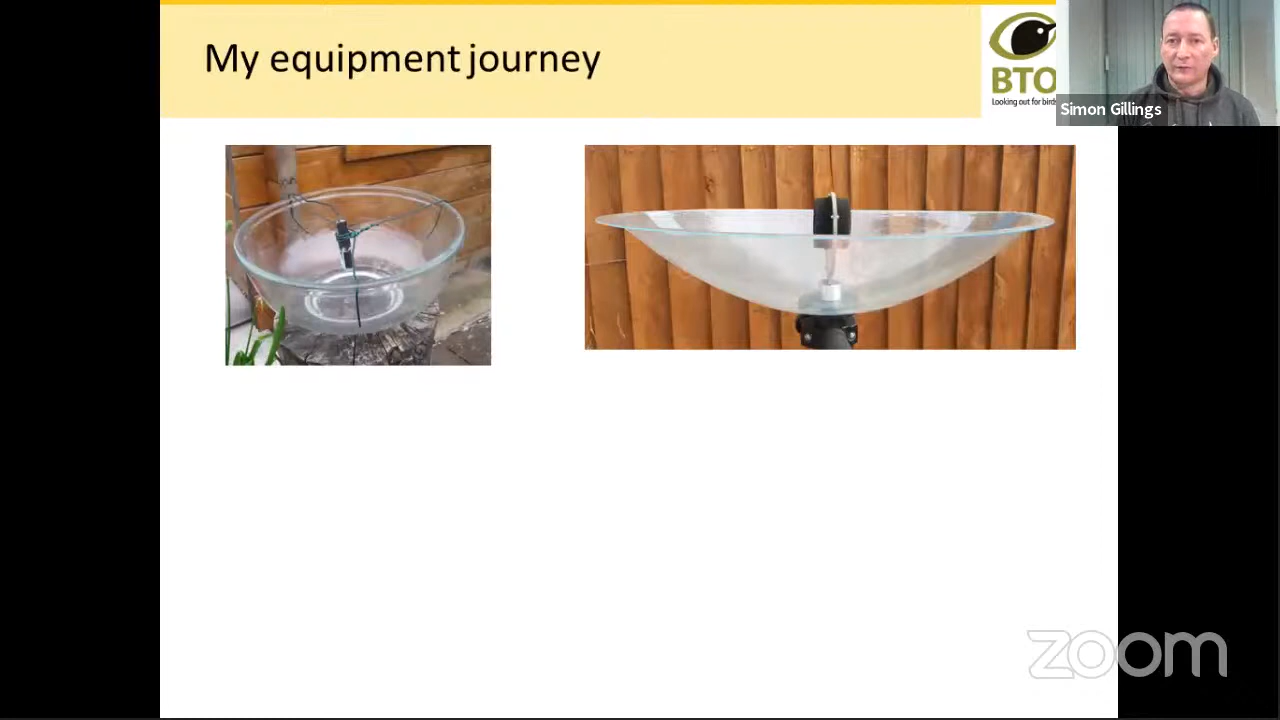 My equipment journey
BTO
Looking out for birds
Simon Gillings
zoom